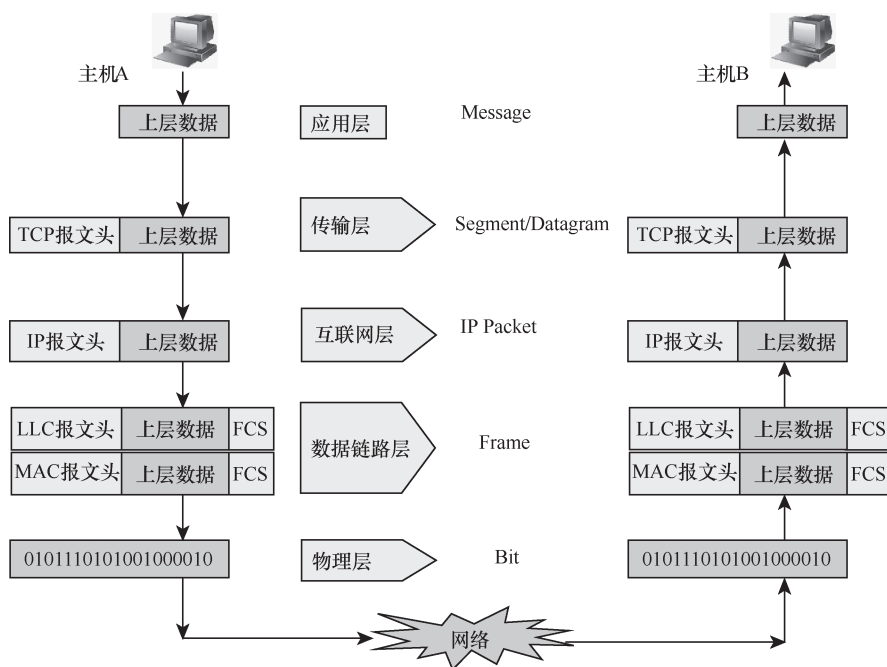 主机A
主机B
上层数据
应用层
Message
上层数据
TCP报文头 上层数据
传输层
Segment/Datagram
TCP报文头 上层数据
IP报文头 上层数据
互联网层
IP Packet
IP报文头 上层数据
LLC报文头 上层数据 FCS
MAC报文头 上层数据 FCS
数据链路层
Frame
LLC报文头 上层数据 FCS
MAC报文头 上层数据 FCS
0101110101001000010
物理层
Bit
0101110101001000010
网络